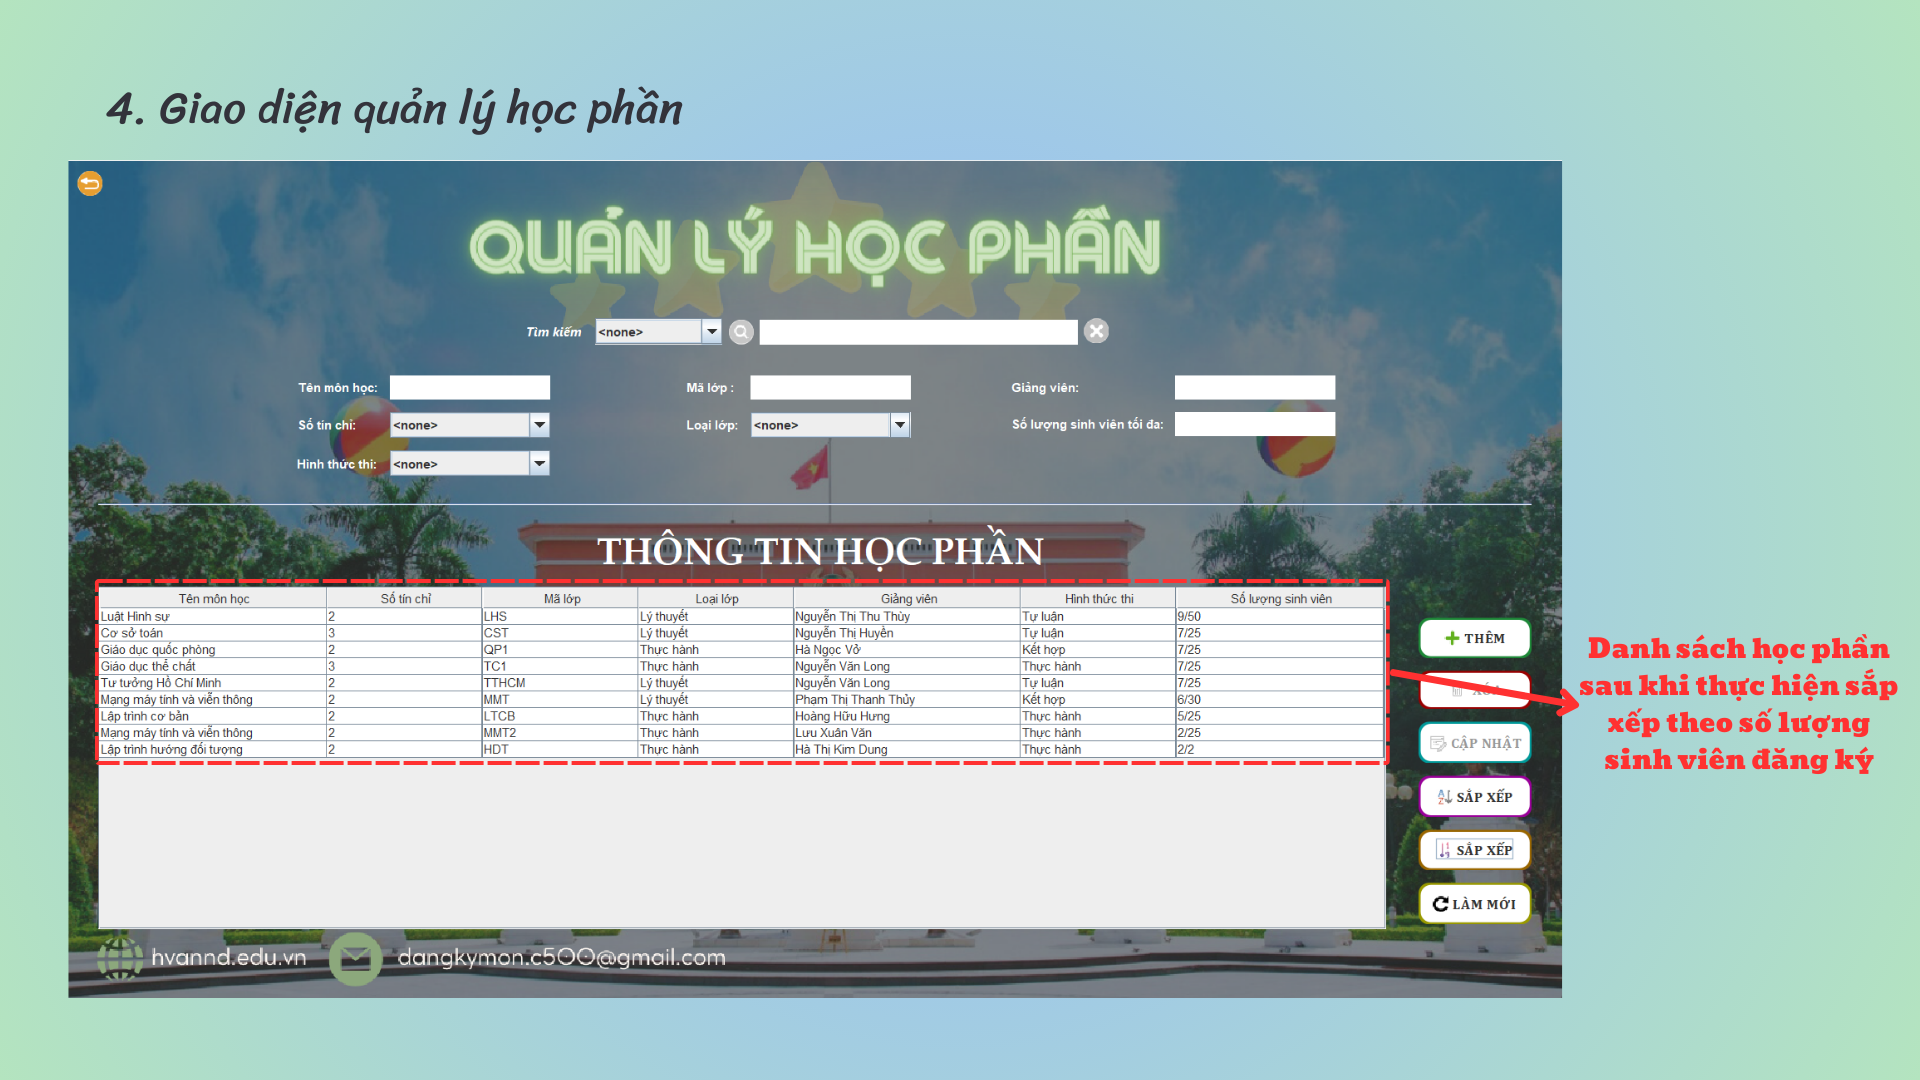 4. Giao diện quản lý học phần
QUẢN LÝ HỌC PHẦN
Tìm kiếm <none>
Tên môn học: Mã lớp : Giảng viên:
Số tín chỉ: <none> Loại lớp: <none> Số lượng sinh viên tối đa:
Hình thức thi: <none>
THÔNG TIN HỌC PHẦN
Tên môn học Số tín chỉ Mã lớp Loại lớp Giảng viên Hình thức thi Số lượng sinh viên
Luật Hình sự 2 LHS Lý thuyết Nguyễn Thị Thu Thủy Tự luận 9/50
Cơ sở toán 3 CST Lý thuyết Nguyễn Thị Huyền Tự luận 7/25
Giáo dục quốc phòng 2 QP1 Thực hành Hà Ngọc Vở Kết hợp 7/25
Giáo dục thể chất 3 TC1 Thực hành Nguyễn Văn Long Thực hành 7/25
Tư tưởng Hồ Chí Minh 2 TTHCM Lý thuyết Nguyễn Văn Long Tự luận 7/25
Mạng máy tính và viễn thông 2 MMT Lý thuyết Phạm Thị Thanh Thủy Kết hợp 6/30
Lập trình cơ bản 2 LTCB Thực hành Hoàng Hữu Hưng Thực hành 5/25
Mạng máy tính và viễn thông 2 MMT2 Thực hành Lưu Xuân Văn Thực hành 2/25
Lập trình hướng đối tượng 2 HDT Thực hành Hà Thị Kim Dung Thực hành 2/2
THÊM
XÓA
CẬP NHẬT
SẮP XẾP
SẮP XẾP
LÀM MỚI
Danh sách học phần
sau khi thực hiện sắp
xếp theo số lượng
sinh viên đăng ký
hvannd.edu.vn dangkymon.c500@gmail.com